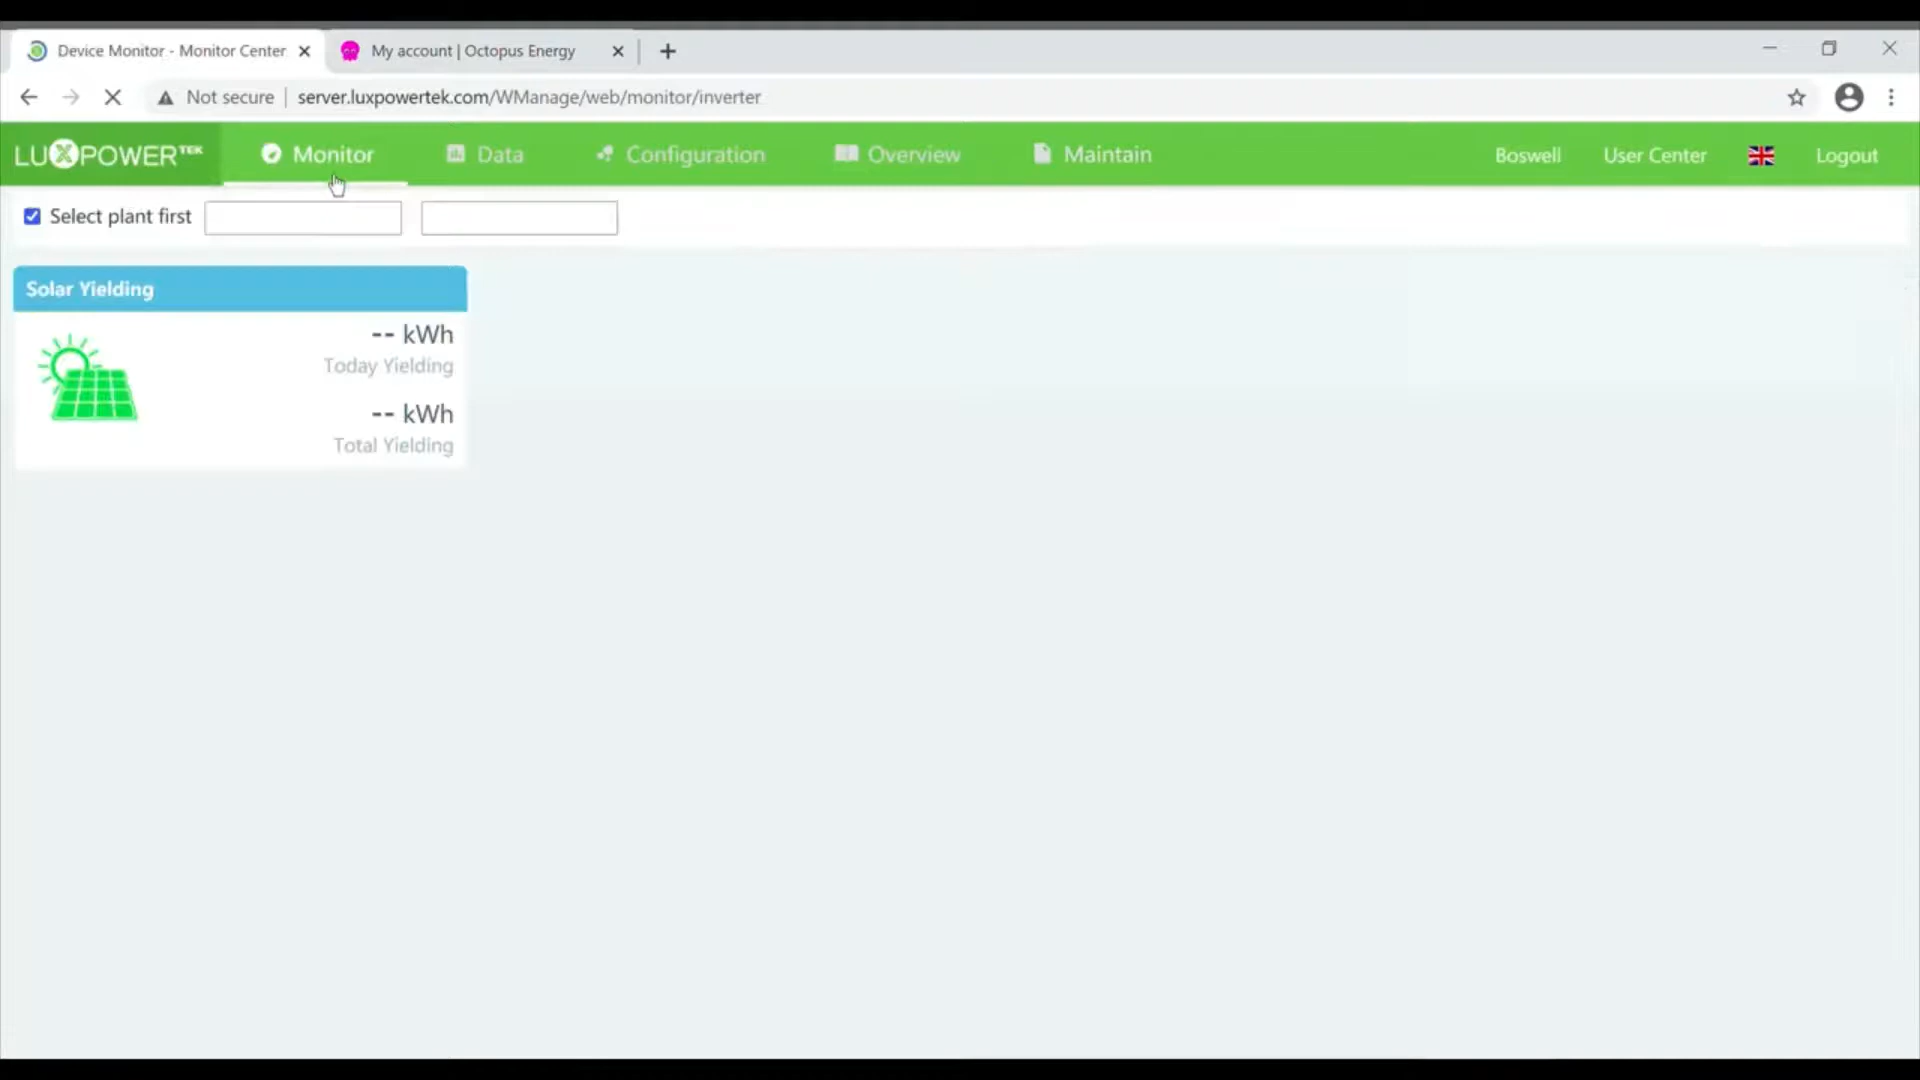 Device Monitor - Monitor Center
My account | Octopus Energy
Not secure
server.luxpowertek.com/WManage/web/monitor/inverter
LUXPOWERTEK
Monitor
Data
Configuration
Overview
Maintain
Boswell
User Center
Logout
Select plant first
Solar Yielding
-- kWh
Today Yielding
-- kWh
Total Yielding